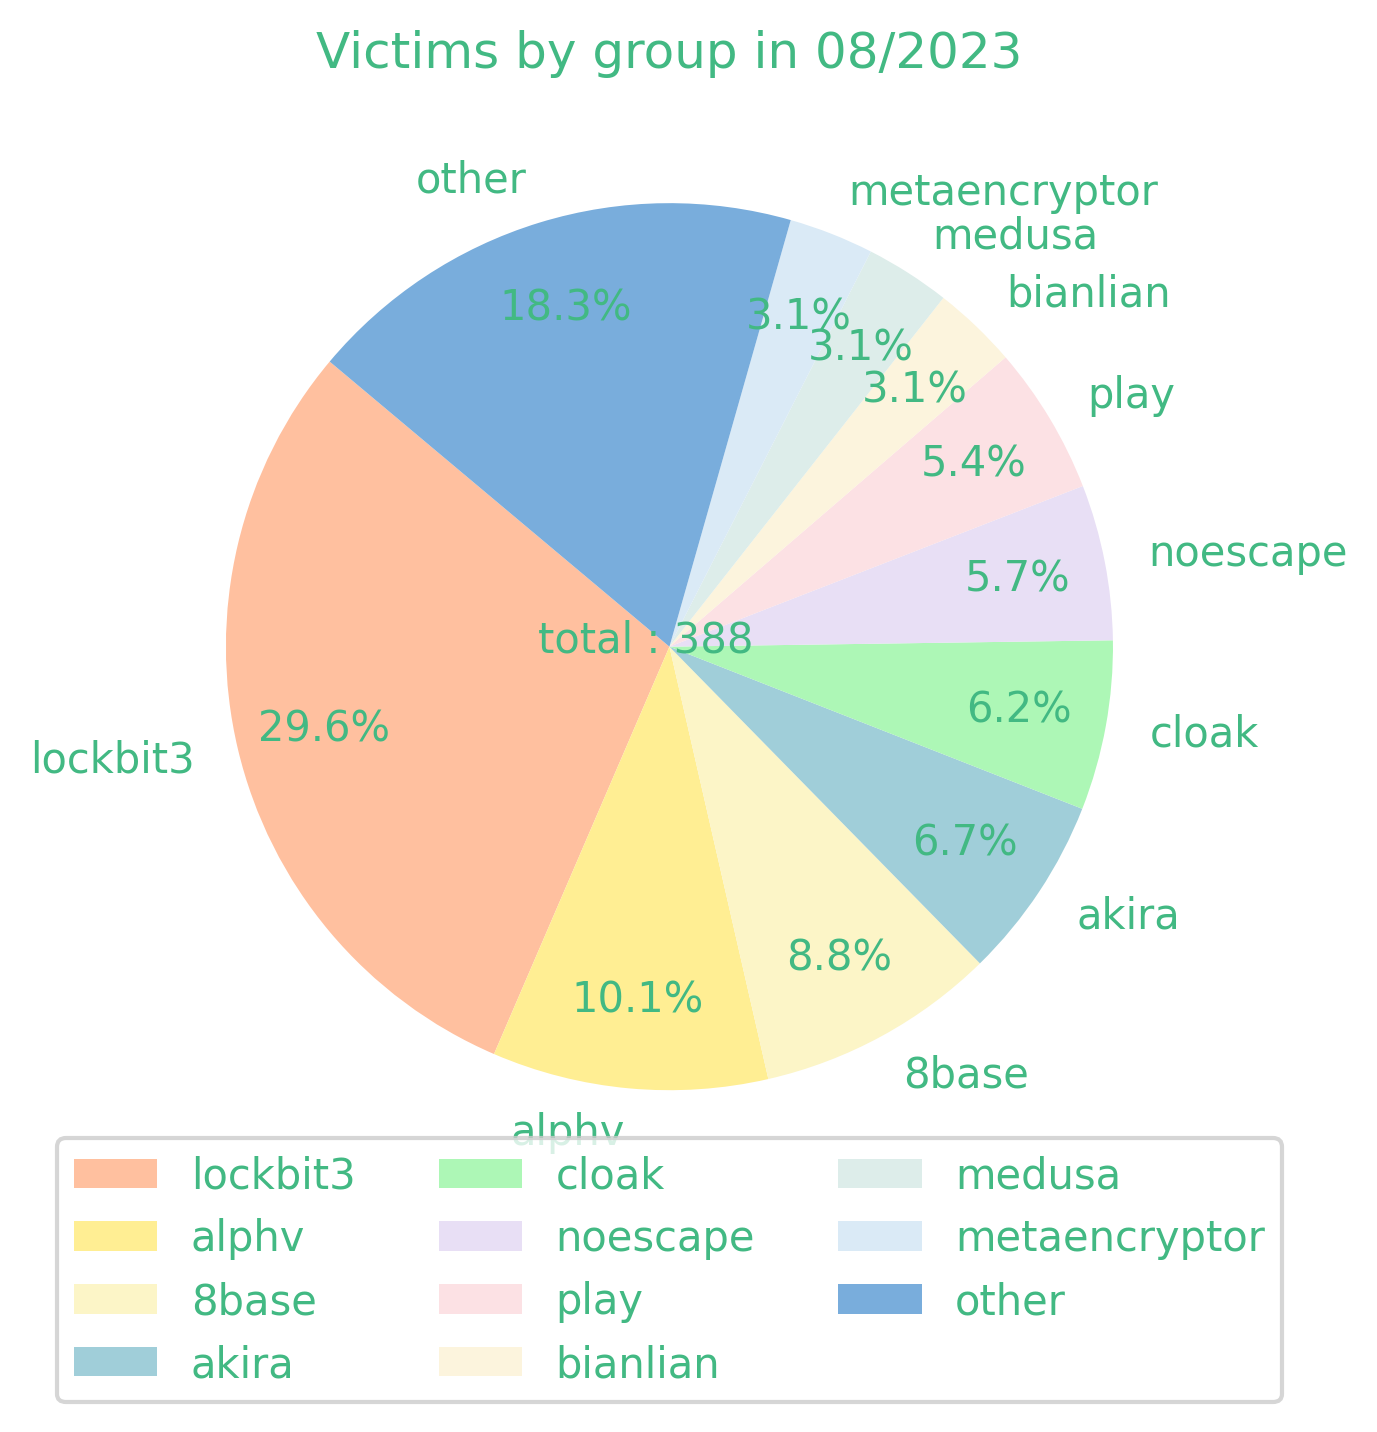 Victims by group in 08/2023
other
metaencryptor
medusa
bianlian
18.3%
3.1%
3.1%
3.1%
play
5.4%
noescape
5.7%
total : 388
29.6%
lockbit3
6.2%
cloak
6.7%
akira
8.8%
10.1%
8base
alphv
lockbit3 cloak medusa
alphv noescape metaencryptor
8base play other
akira bianlian